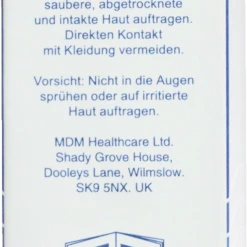 saubere, abgetrocknete
und intakte Haut auftragen.
Direkten Kontakt
mit Kleidung vermeiden.
Vorsicht: Nicht in die Augen
sprühen oder auf irritierte
Haut auftragen.
MDM Healthcare Ltd.
Shady Grove House,
Dooleys Lane, Wilmslow.
SK9 5NX. UK